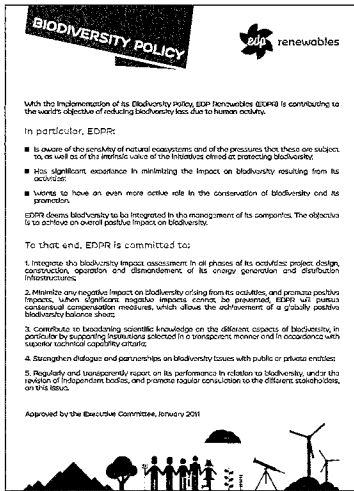 BIODIVERSITY POLICY
edp renewables
With the implementation of its Biodiversity Policy, EDP Renewables (EDPR) is contributing to
the world's objective of reducing biodiversity loss due to human activity.
In particular, EDPR:
■ Is aware of the sensivity of natural ecosystems and of the pressures that these are subject
to, as well as of the intrinsic value of the initiatives aimed at protecting biodiversity;
■ Has significant experience in minimizing the impact on biodiversity resulting from its
activities;
■ Wants to have an even more active role in the conservation of biodiversity and its
promotion.
EDPR deems biodiversity to be integrated in the management of its companies. The objective
is to achieve an overall positive impact on biodiversity.
To that end, EDPR is committed to:
1. Integrate the biodiversity impact assessment in all phases of its activities: project design,
construction, operation and dismandement of its energy generation and distribution
infrastructures;
2. Minimize any negative impact on biodiversity arising from its activities, and promote positive
impacts. When significant negative impacts cannot be prevented, EDPR will pursue
consensual compensation measures, which allows the achievement of a globally positive
biodiversity balance sheet;
3. Contribute to broadening scientific knowledge on the different aspects of biodiversity, in
particular by supporting institutions selected in a transparent manner and in accordance with
superior technical capability criteria;
4. Strengthen dialogue and partnerships on biodiversity issues with public or private entities;
5. Regularly and transparently report on its performance in relation to biodiversity, under the
revision of independent bodies, and promote regular consulation to the different stakeholders,
on this issue.
Approved by the Executive Committee, January 2011